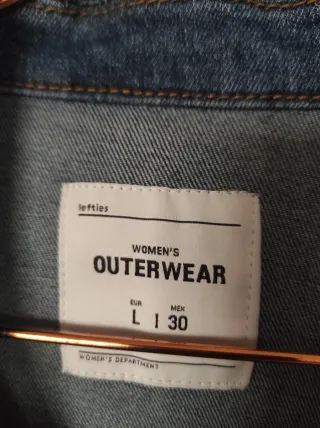 lefties
WOMEN'S
OUTERWEAR
EUR MEX
L | 30
WOMEN'S DEPARTMENT